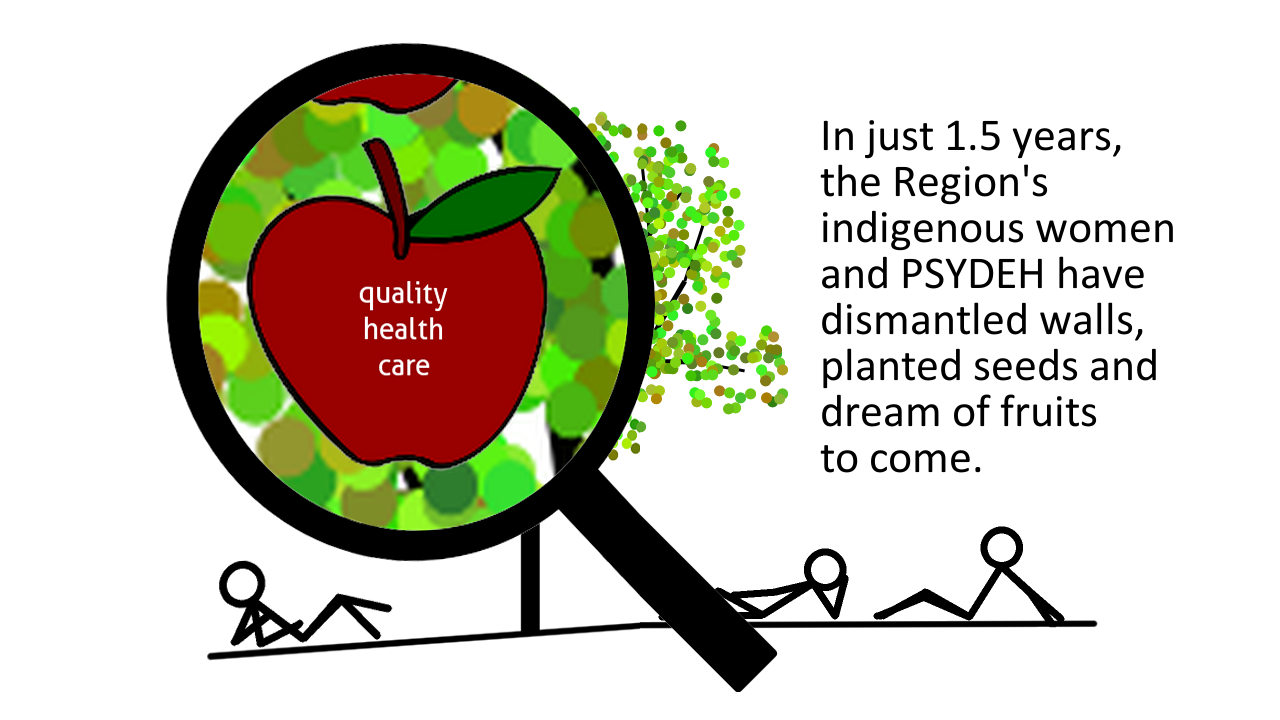 quality
health
care
In just 1.5 years,
the Region's
indigenous women
and PSYDEH have
dismantled walls,
planted seeds and
dream of fruits
to come.